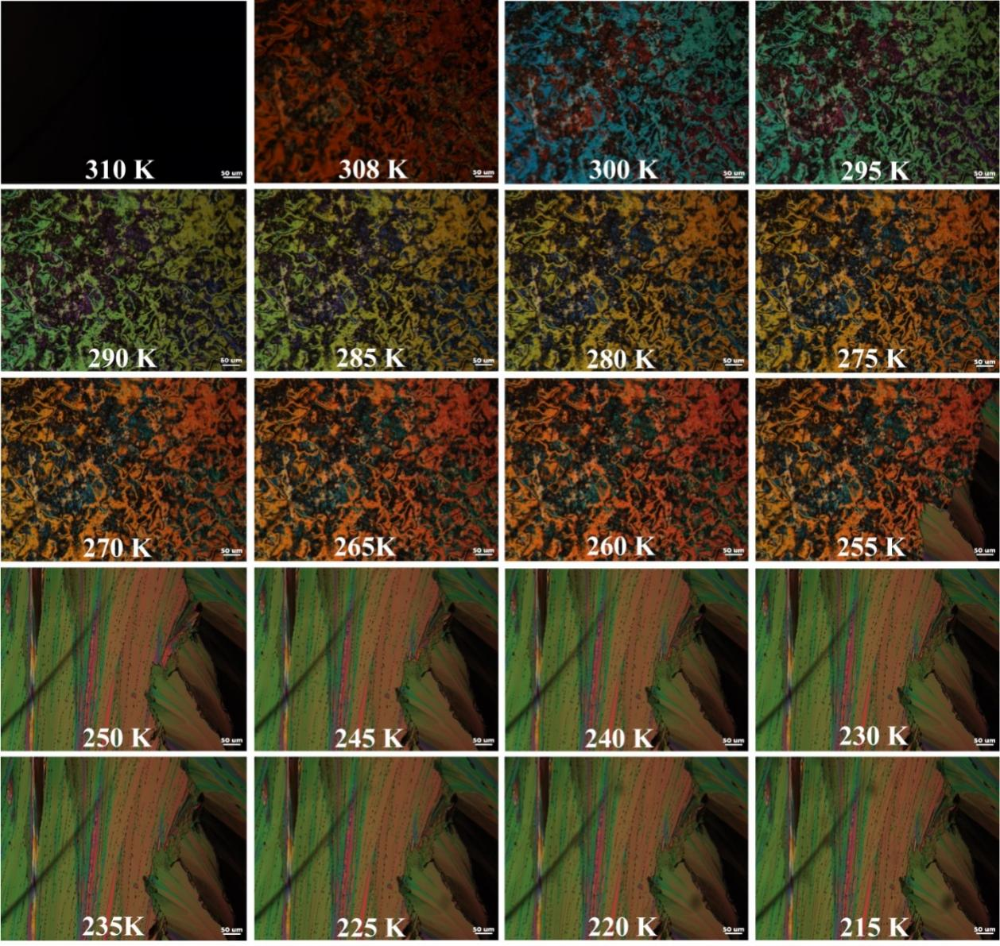 310 K
50 um
308 K
50 um
300 K
50 um
295 K
50 um
290 K
50 um
285 K
50 um
280 K
50 um
275 K
50 um
270 K
50 um
265K
50 um
260 K
50 um
255 K
50 um
250 K
50 um
245 K
50 um
240 K
50 um
230 K
50 um
235K
50 um
225 K
50 um
220 K
50 um
215 K
50 um